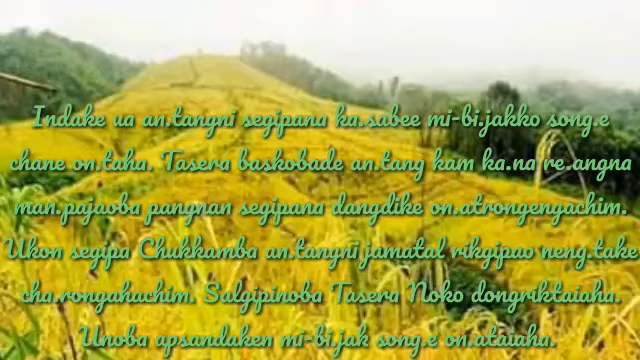 Indake ua an.tangni segipana ka.sabee mi-bi.jakko song.e
chane on.taha. Tasera baskobade an.tang kam ka.na re.angna
man.pajaoba pangnan segipana dangdike on.atrongengachim.
Ukon segipa Chukkamba an.tangni jamatal rikgipao neng.take
cha.rongahachim. Salgipinoba Tasera Noko dongriktaiaha.
Unoba apsandaken mi-bi.jak song.e on.ataiaha.